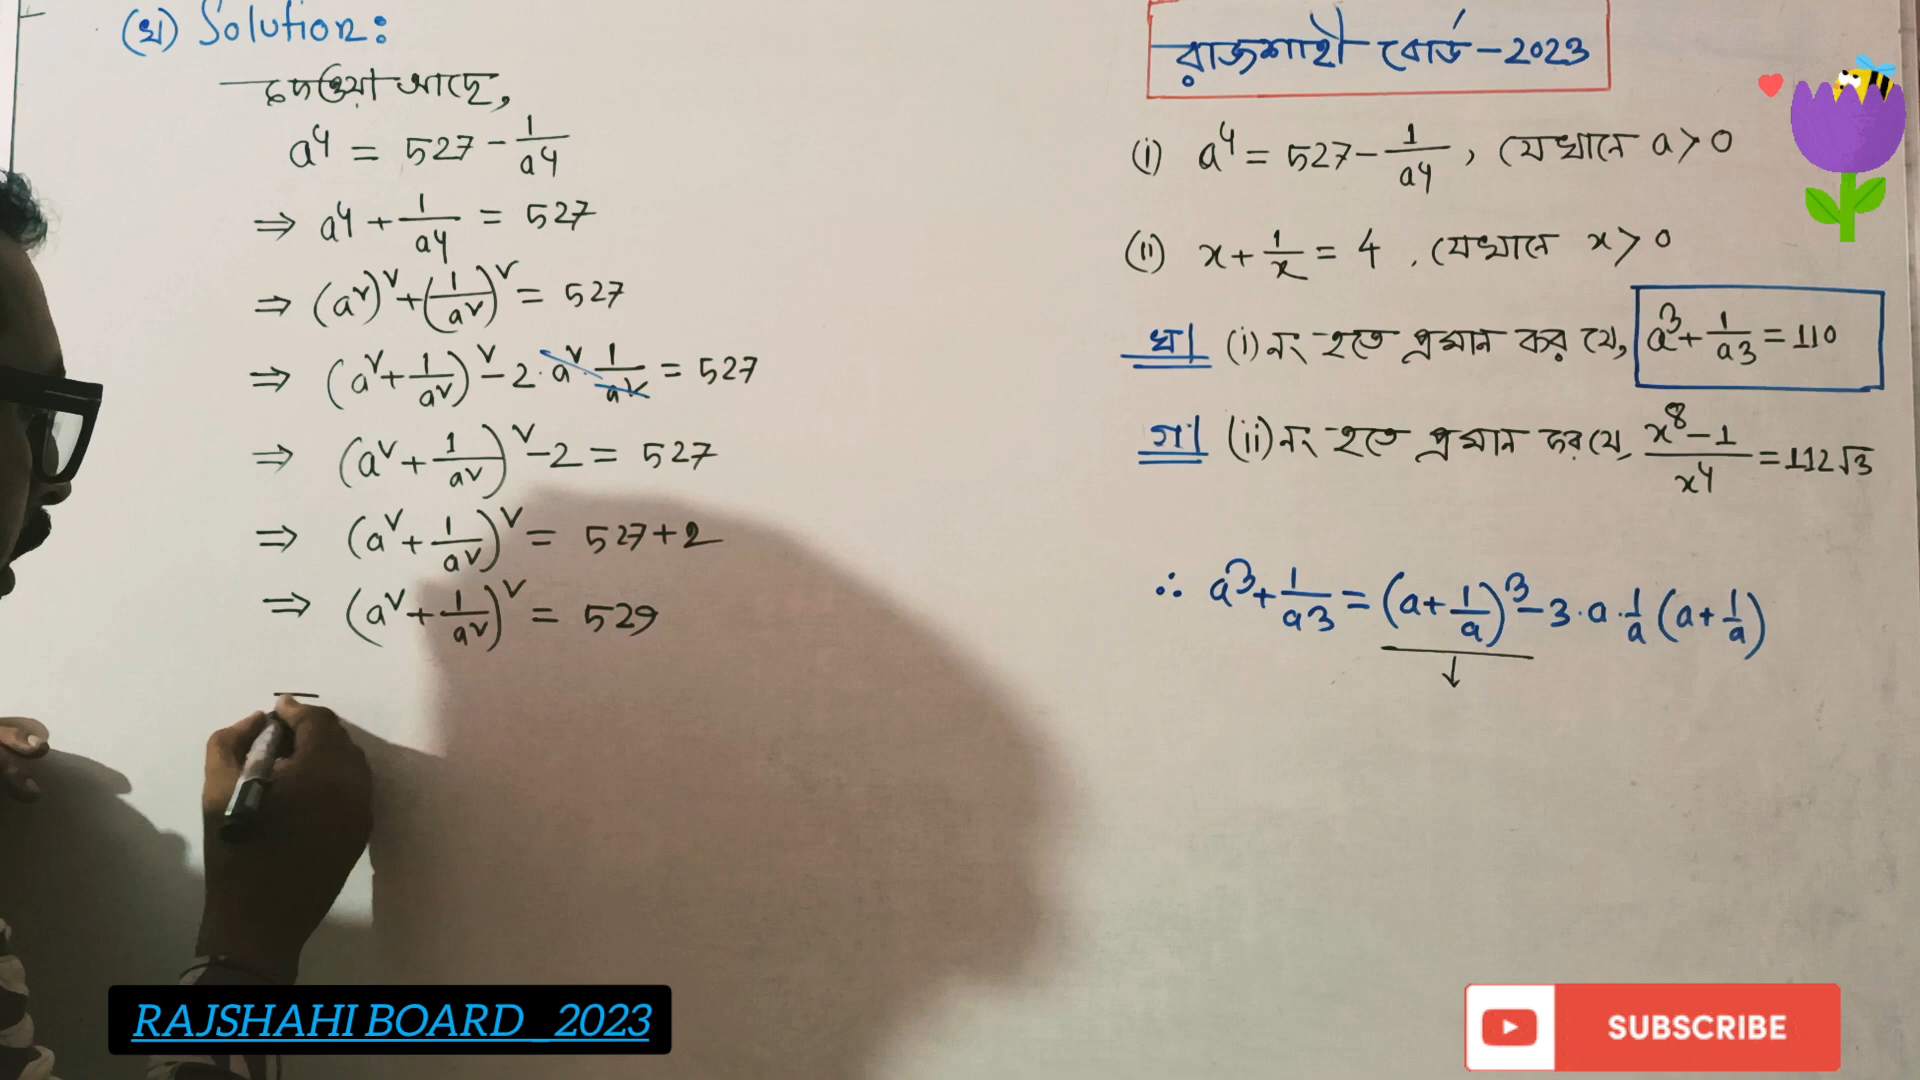 (খ) Solution:
দেওয়া আছে,
a⁴ = 527 - 1/a⁴
⇒ a⁴ + 1/a⁴ = 527
⇒ (a²)² + (1/a²)² = 527
⇒ (a² + 1/a²)² - 2·a²·1/a² = 527
⇒ (a² + 1/a²)² - 2 = 527
⇒ (a² + 1/a²)² = 527 + 2
⇒ (a² + 1/a²)² = 529
রাজশাহী বোর্ড - 2023
(i) a⁴ = 527 - 1/a⁴, যেখানে a > 0
(ii) x + 1/x = 4, যেখানে x > 0
খ। (i) নং হতে প্রমান কর যে, a³ + 1/a³ = 110
গ। (ii) নং হতে প্রমান কর যে, x⁸ - 1/x⁴ = 112√3
∴ a³ + 1/a³ = (a + 1/a)³ - 3·a·1/a (a + 1/a)
↓
RAJSHAHI BOARD_2023
SUBSCRIBE